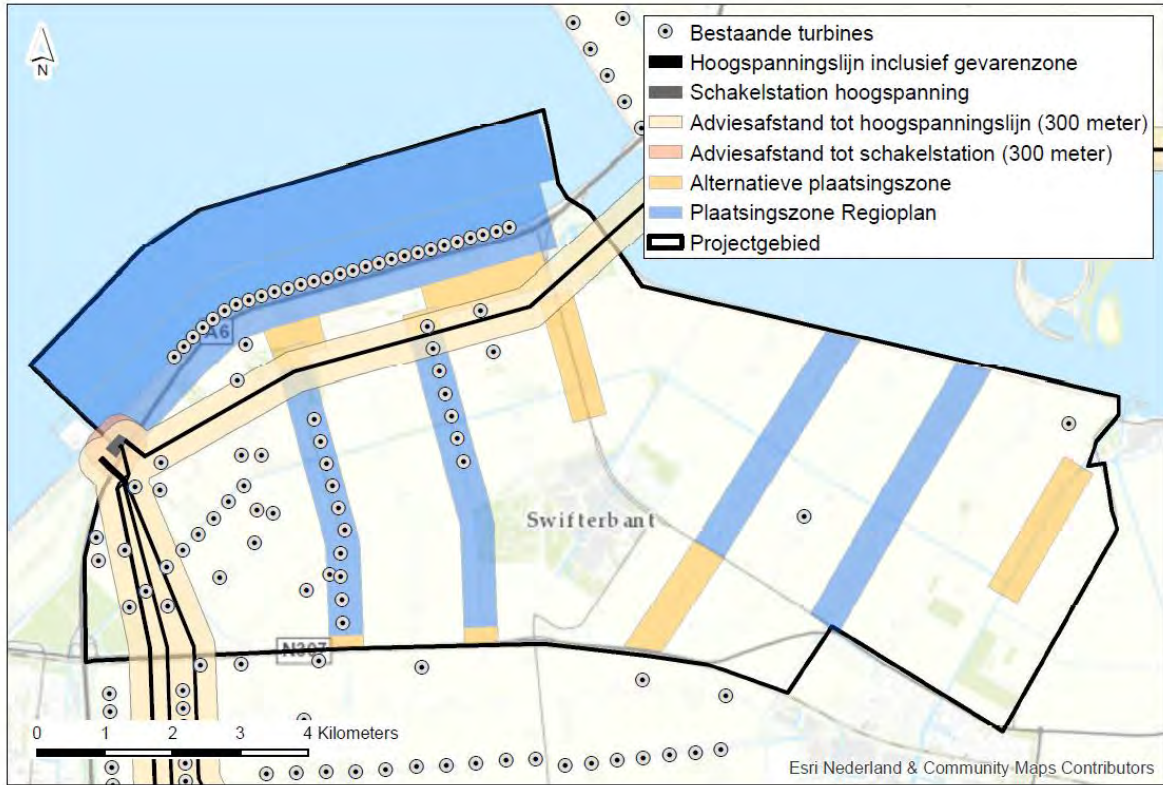 N
Bestaande turbines
Hoogspanningslijn inclusief gevarenzone
Schakelstation hoogspanning
Adviesafstand tot hoogspanningslijn (300 meter)
Adviesafstand tot schakelstation (300 meter)
Alternatieve plaatsingszone
Plaatsingszone Regioplan
Projectgebied
A6
Swifterbant
N307
0 1 2 3 4 Kilometers
Esri Nederland & Community Maps Contributors